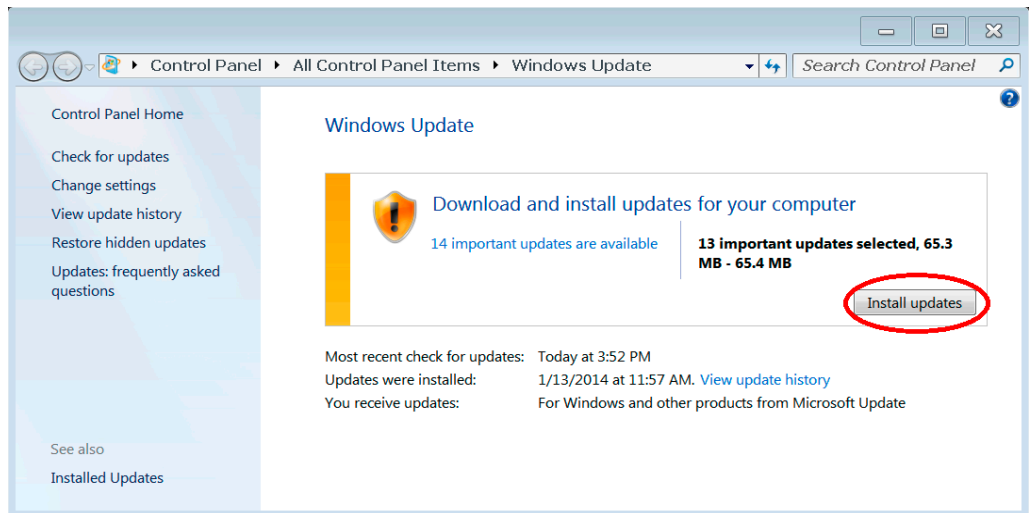 Control Panel All Control Panel Items Windows Update Search Control Panel
Control Panel Home
Check for updates
Change settings
View update history
Restore hidden updates
Updates: frequently asked
questions
See also
Installed Updates
Windows Update
Download and install updates for your computer
14 important updates are available
13 important updates selected, 65.3
MB - 65.4 MB
Install updates
Most recent check for updates: Today at 3:52 PM
Updates were installed: 1/13/2014 at 11:57 AM. View update history
You receive updates: For Windows and other products from Microsoft Update